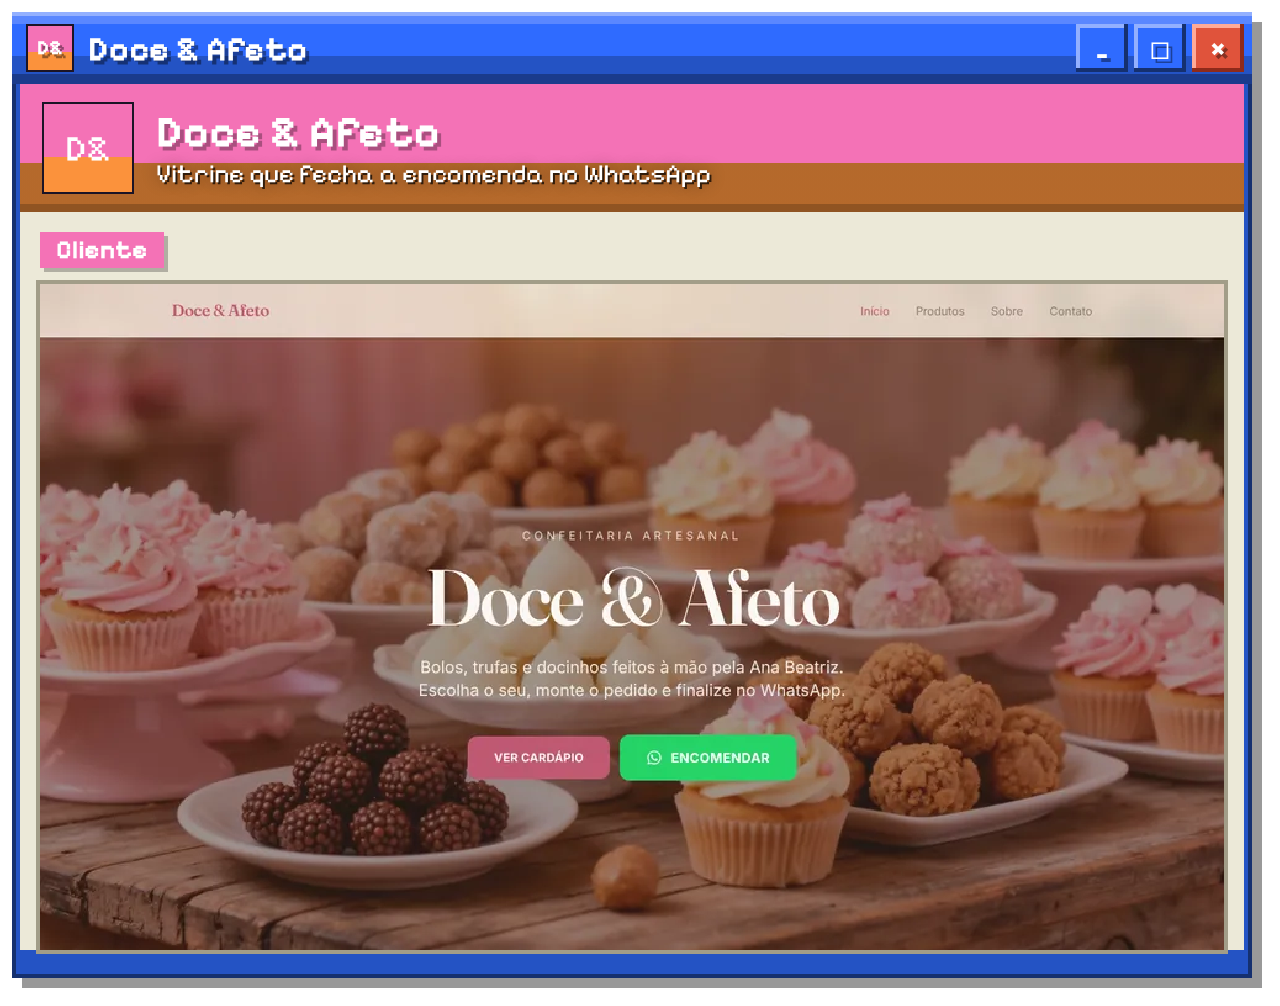 D&
Doce & Afeto
D&
Doce & Afeto
Vitrine que fecha a encomenda no WhatsApp
Cliente
Doce & Afeto
Início
Produtos
Sobre
Contato
CONFEITARIA ARTESANAL
Doce & Afeto
Bolos, trufas e docinhos feitos à mão pela Ana Beatriz.
Escolha o seu, monte o pedido e finalize no WhatsApp.
VER CARDÁPIO
ENCOMENDAR